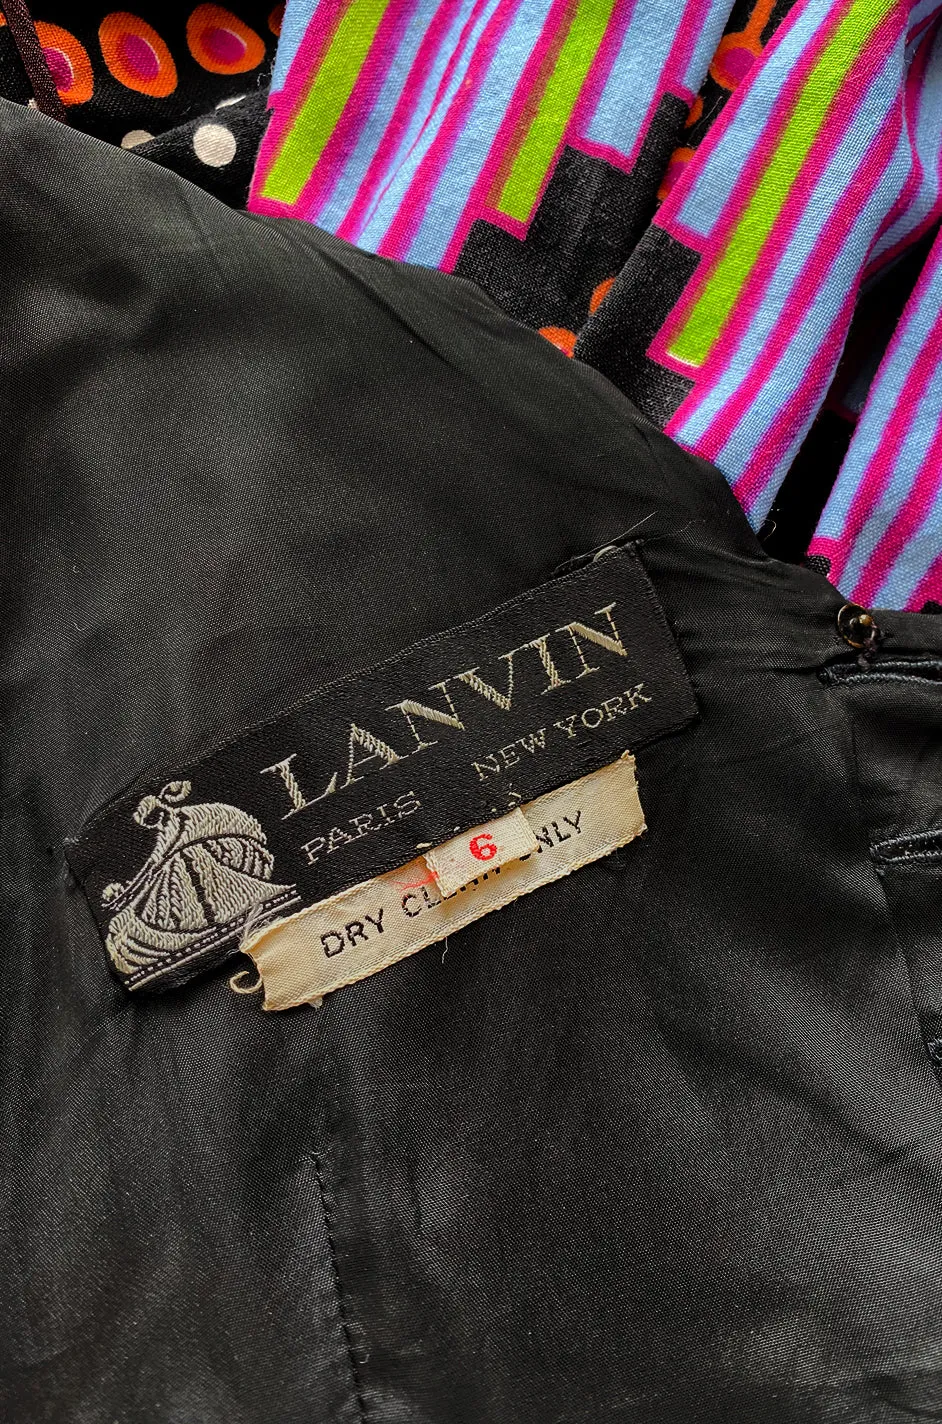 LANVIN
PARIS NEW YORK
6
DRY CLEAN ONLY